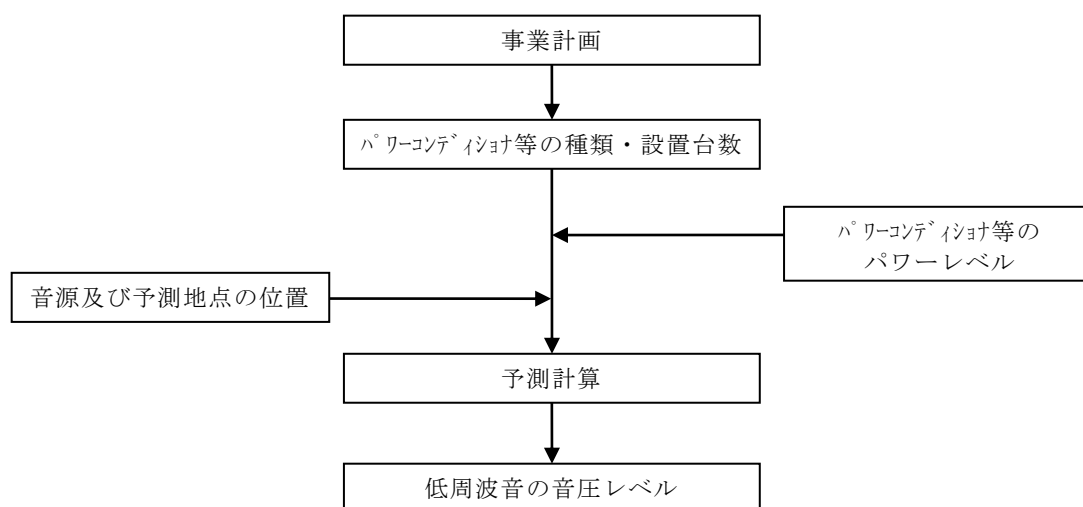 事業計画
ﾊﾟﾜｰｺﾝﾃﾞｨｼｮﾅ等の種類・設置台数
ﾊﾟﾜｰｺﾝﾃﾞｨｼｮﾅ等の
パワーレベル
音源及び予測地点の位置
予測計算
低周波音の音圧レベル